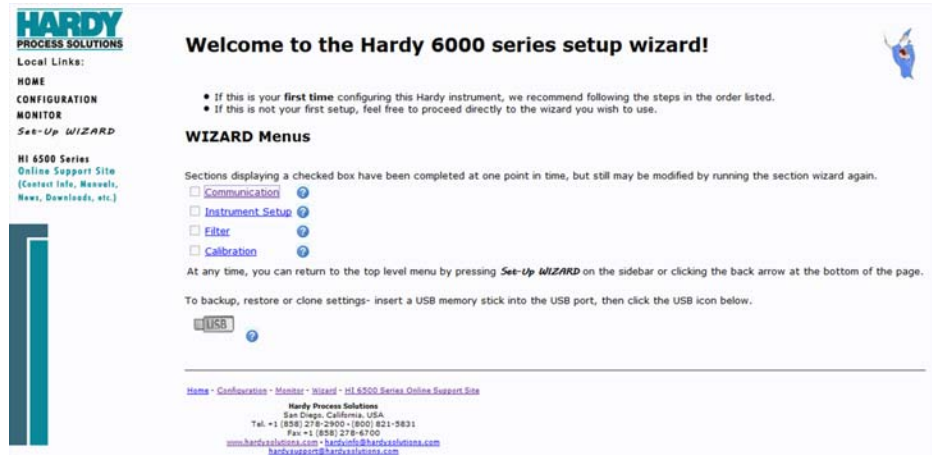 HARDY
PROCESS SOLUTIONS
Local Links:
HOME
CONFIGURATION
MONITOR
Set-Up WIZARD
HI 6500 Series
Online Support Site
(Contact Info, Manuals,
News, Downloads, etc.)
Welcome to the Hardy 6000 series setup wizard!
• If this is your first time configuring this Hardy instrument, we recommend following the steps in the order listed.
• If this is not your first setup, feel free to proceed directly to the wizard you wish to use.
WIZARD Menus
Sections displaying a checked box have been completed at one point in time, but still may be modified by running the section wizard again.
Communication ?
Instrument Setup ?
Filter ?
Calibration ?
At any time, you can return to the top level menu by pressing Set-Up WIZARD on the sidebar or clicking the back arrow at the bottom of the page.
To backup, restore or clone settings- insert a USB memory stick into the USB port, then click the USB icon below.
USB
?
Home - Configuration - Monitor - Wizard - HI 6500 Series Online Support Site
Hardy Process Solutions
San Diego, California, USA
Tel. +1 (858) 278-2900 - (800) 821-5831
Fax +1 (858) 278-6700
www.hardysolutions.com - hardyinfo@hardysolutions.com
hardysupport@hardysolutions.com